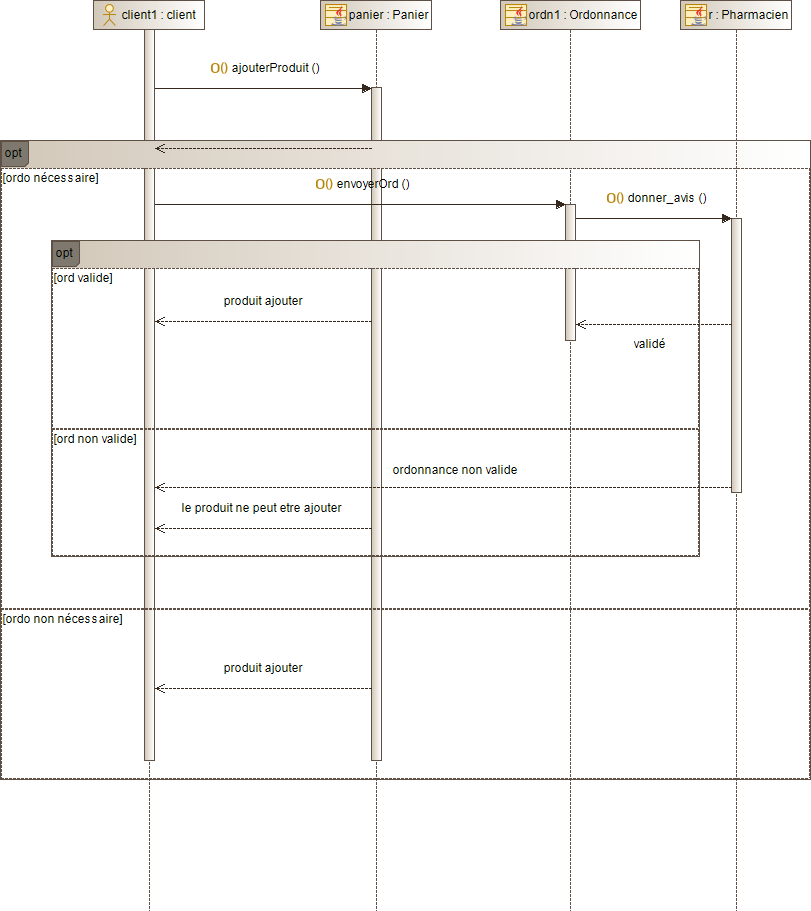 client1 : client
panier : Panier
ordn1 : Ordonnance
r : Pharmacien
O() ajouterProduit ()
opt
[ordo nécessaire]
O() envoyerOrd ()
O() donner_avis ()
opt
[ord valide]
produit ajouter
validé
[ord non valide]
ordonnance non valide
le produit ne peut etre ajouter
[ordo non nécessaire]
produit ajouter